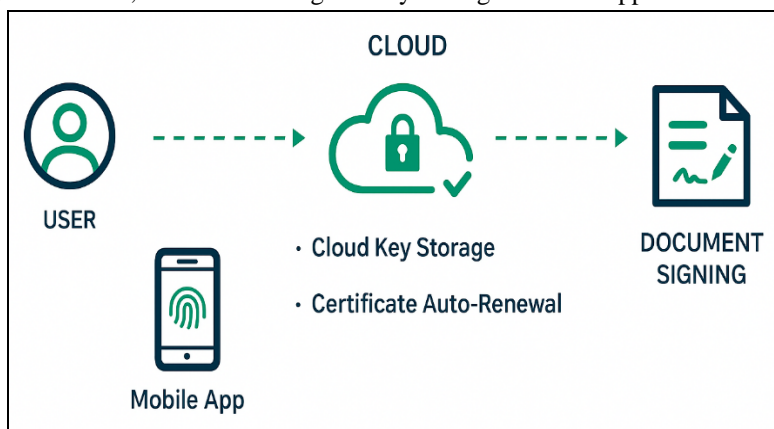 CLOUD
USER
· Cloud Key Storage
· Certificate Auto-Renewal
DOCUMENT
SIGNING
Mobile App